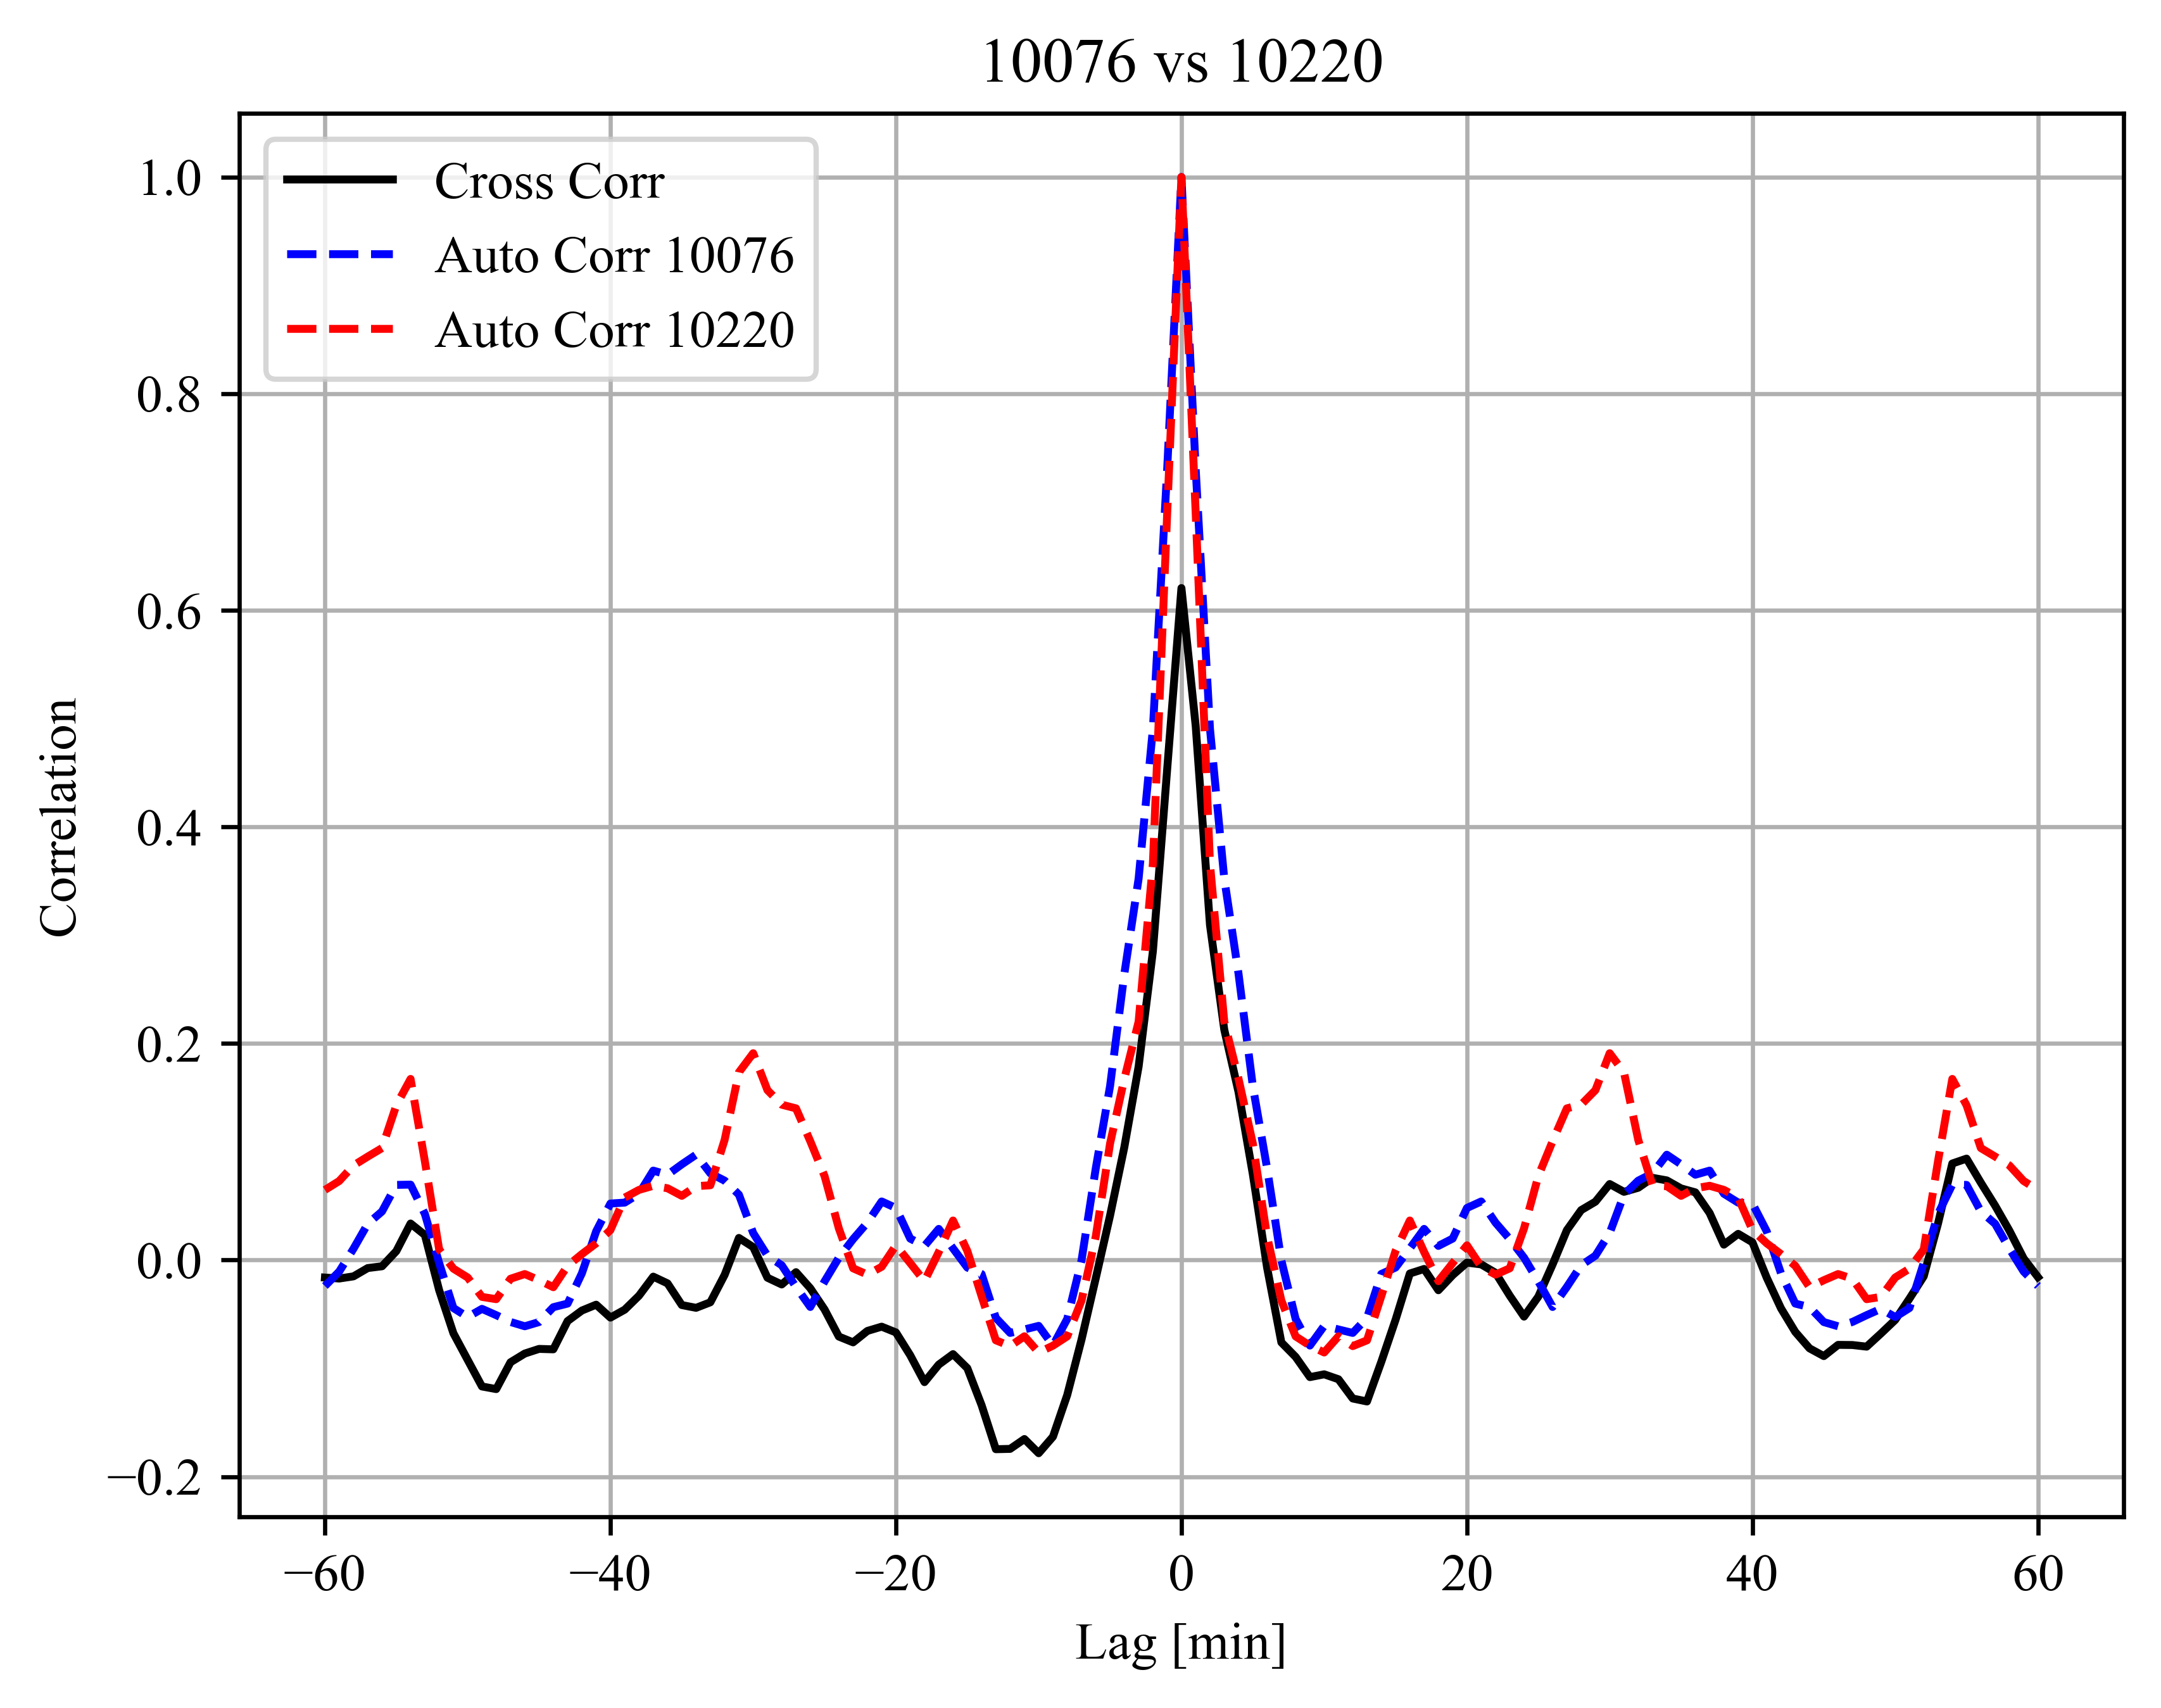 10076 vs 10220
Cross Corr
Auto Corr 10076
Auto Corr 10220
1.0
0.8
0.6
0.4
0.2
0.0
−0.2
Correlation
−60 −40 −20 0 20 40 60
Lag [min]